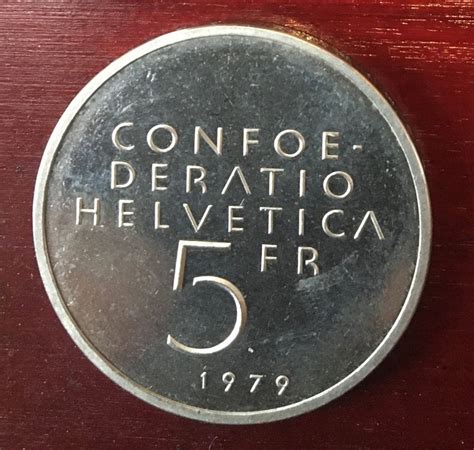 CONFOE-
DERATIO
HELVETICA
5 FR
1979